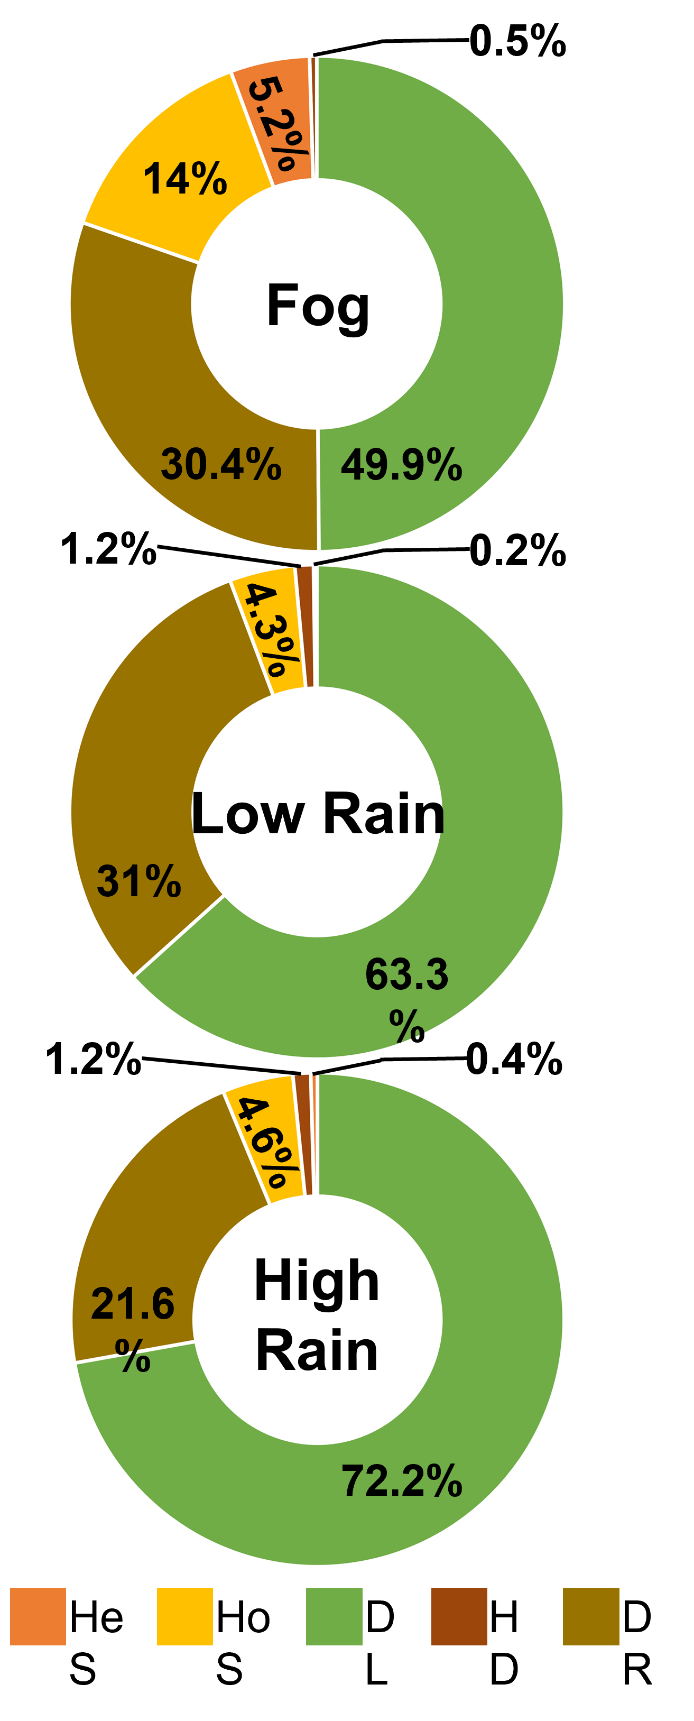 0.5%
5.2%
14%
Fog
30.4%
49.9%
1.2%
0.2%
4.3%
Low Rain
31%
63.3
%
1.2%
0.4%
4.6%
High
Rain
21.6
%
72.2%
He
S
Ho
S
D
L
H
D
D
R